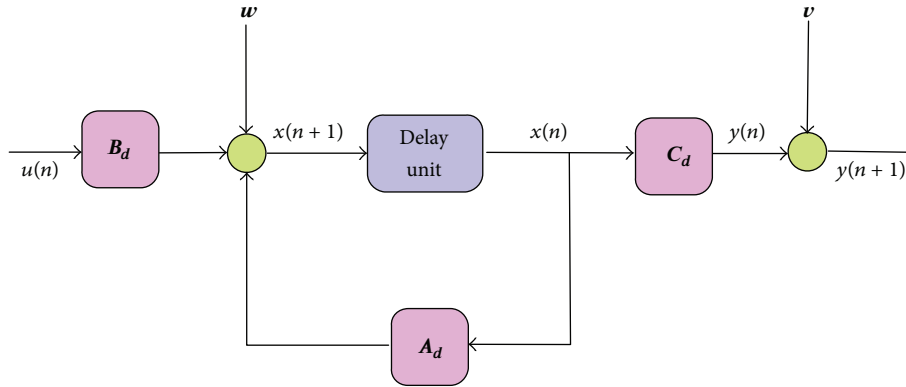 w
v
x(n + 1)
Delay
unit
x(n)
y(n)
B_d
C_d
u(n)
y(n + 1)
A_d